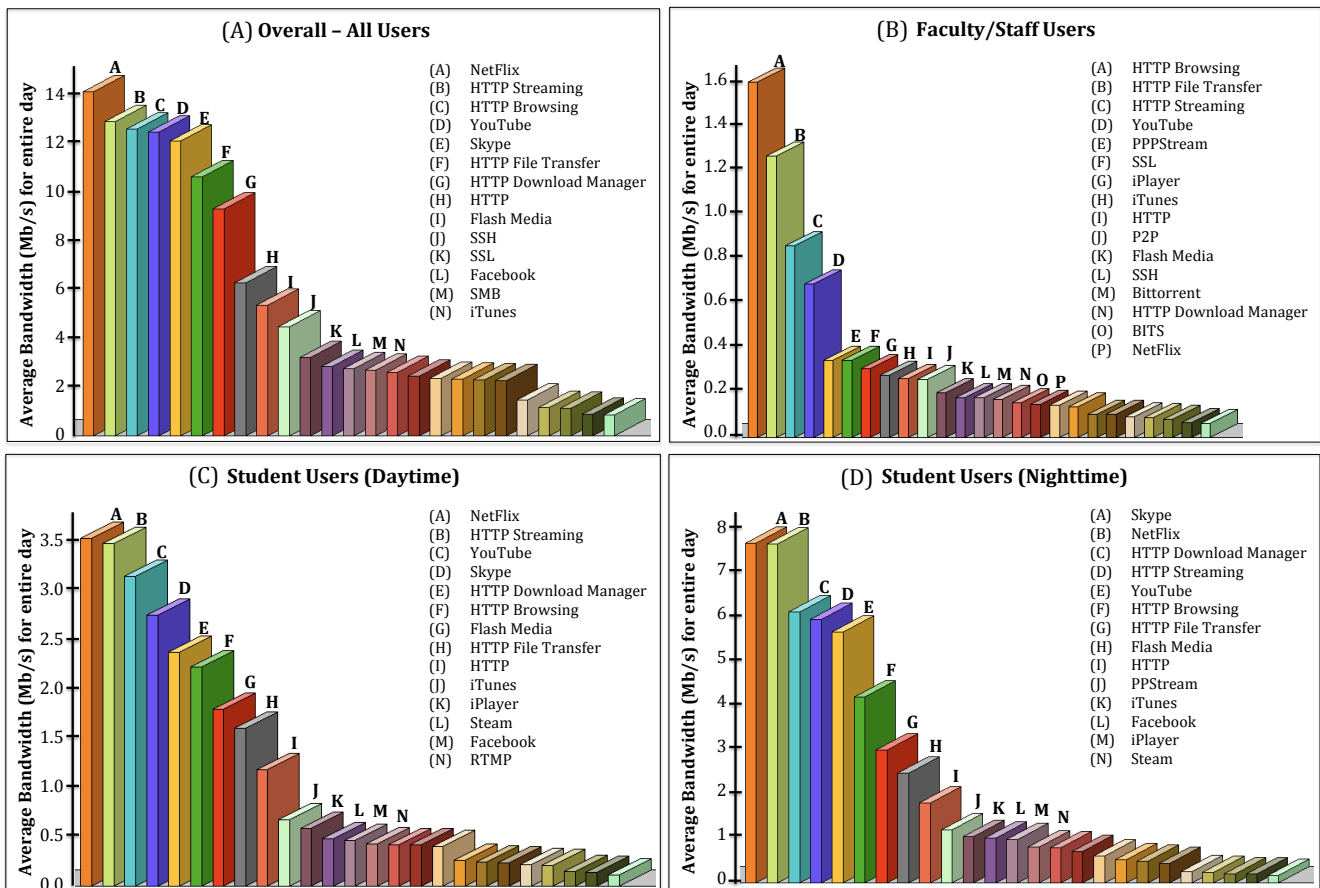 (A) Overall – All Users
Average Bandwidth (Mb/s) for entire day
14
12
10
8
6
4
2
0
A
B
C
D
E
F
G
H
I
J
K
L
M
N
(A) NetFlix
(B) HTTP Streaming
(C) HTTP Browsing
(D) YouTube
(E) Skype
(F) HTTP File Transfer
(G) HTTP Download Manager
(H) HTTP
(I) Flash Media
(J) SSH
(K) SSL
(L) Facebook
(M) SMB
(N) iTunes
(B) Faculty/Staff Users
Average Bandwidth (Mb/s) for entire day
1.6
1.4
1.2
1.0
0.8
0.6
0.4
0.2
0.0
A
B
C
D
E
F
G
H
I
J
K
L
M
N
O
P
(A) HTTP Browsing
(B) HTTP File Transfer
(C) HTTP Streaming
(D) YouTube
(E) PPPStream
(F) SSL
(G) iPlayer
(H) iTunes
(I) HTTP
(J) P2P
(K) Flash Media
(L) SSH
(M) Bittorrent
(N) HTTP Download Manager
(O) BITS
(P) NetFlix
(C) Student Users (Daytime)
Average Bandwidth (Mb/s) for entire day
3.5
3.0
2.5
2.0
1.5
1.0
0.5
0.0
A
B
C
D
E
F
G
H
I
J
K
L
M
N
(A) NetFlix
(B) HTTP Streaming
(C) YouTube
(D) Skype
(E) HTTP Download Manager
(F) HTTP Browsing
(G) Flash Media
(H) HTTP File Transfer
(I) HTTP
(J) iTunes
(K) iPlayer
(L) Steam
(M) Facebook
(N) RTMP
(D) Student Users (Nighttime)
Average Bandwidth (Mb/s) for entire day
8
7
6
5
4
3
2
1
0
A
B
C
D
E
F
G
H
I
J
K
L
M
N
(A) Skype
(B) NetFlix
(C) HTTP Download Manager
(D) HTTP Streaming
(E) YouTube
(F) HTTP Browsing
(G) HTTP File Transfer
(H) Flash Media
(I) HTTP
(J) PPStream
(K) iTunes
(L) Facebook
(M) iPlayer
(N) Steam